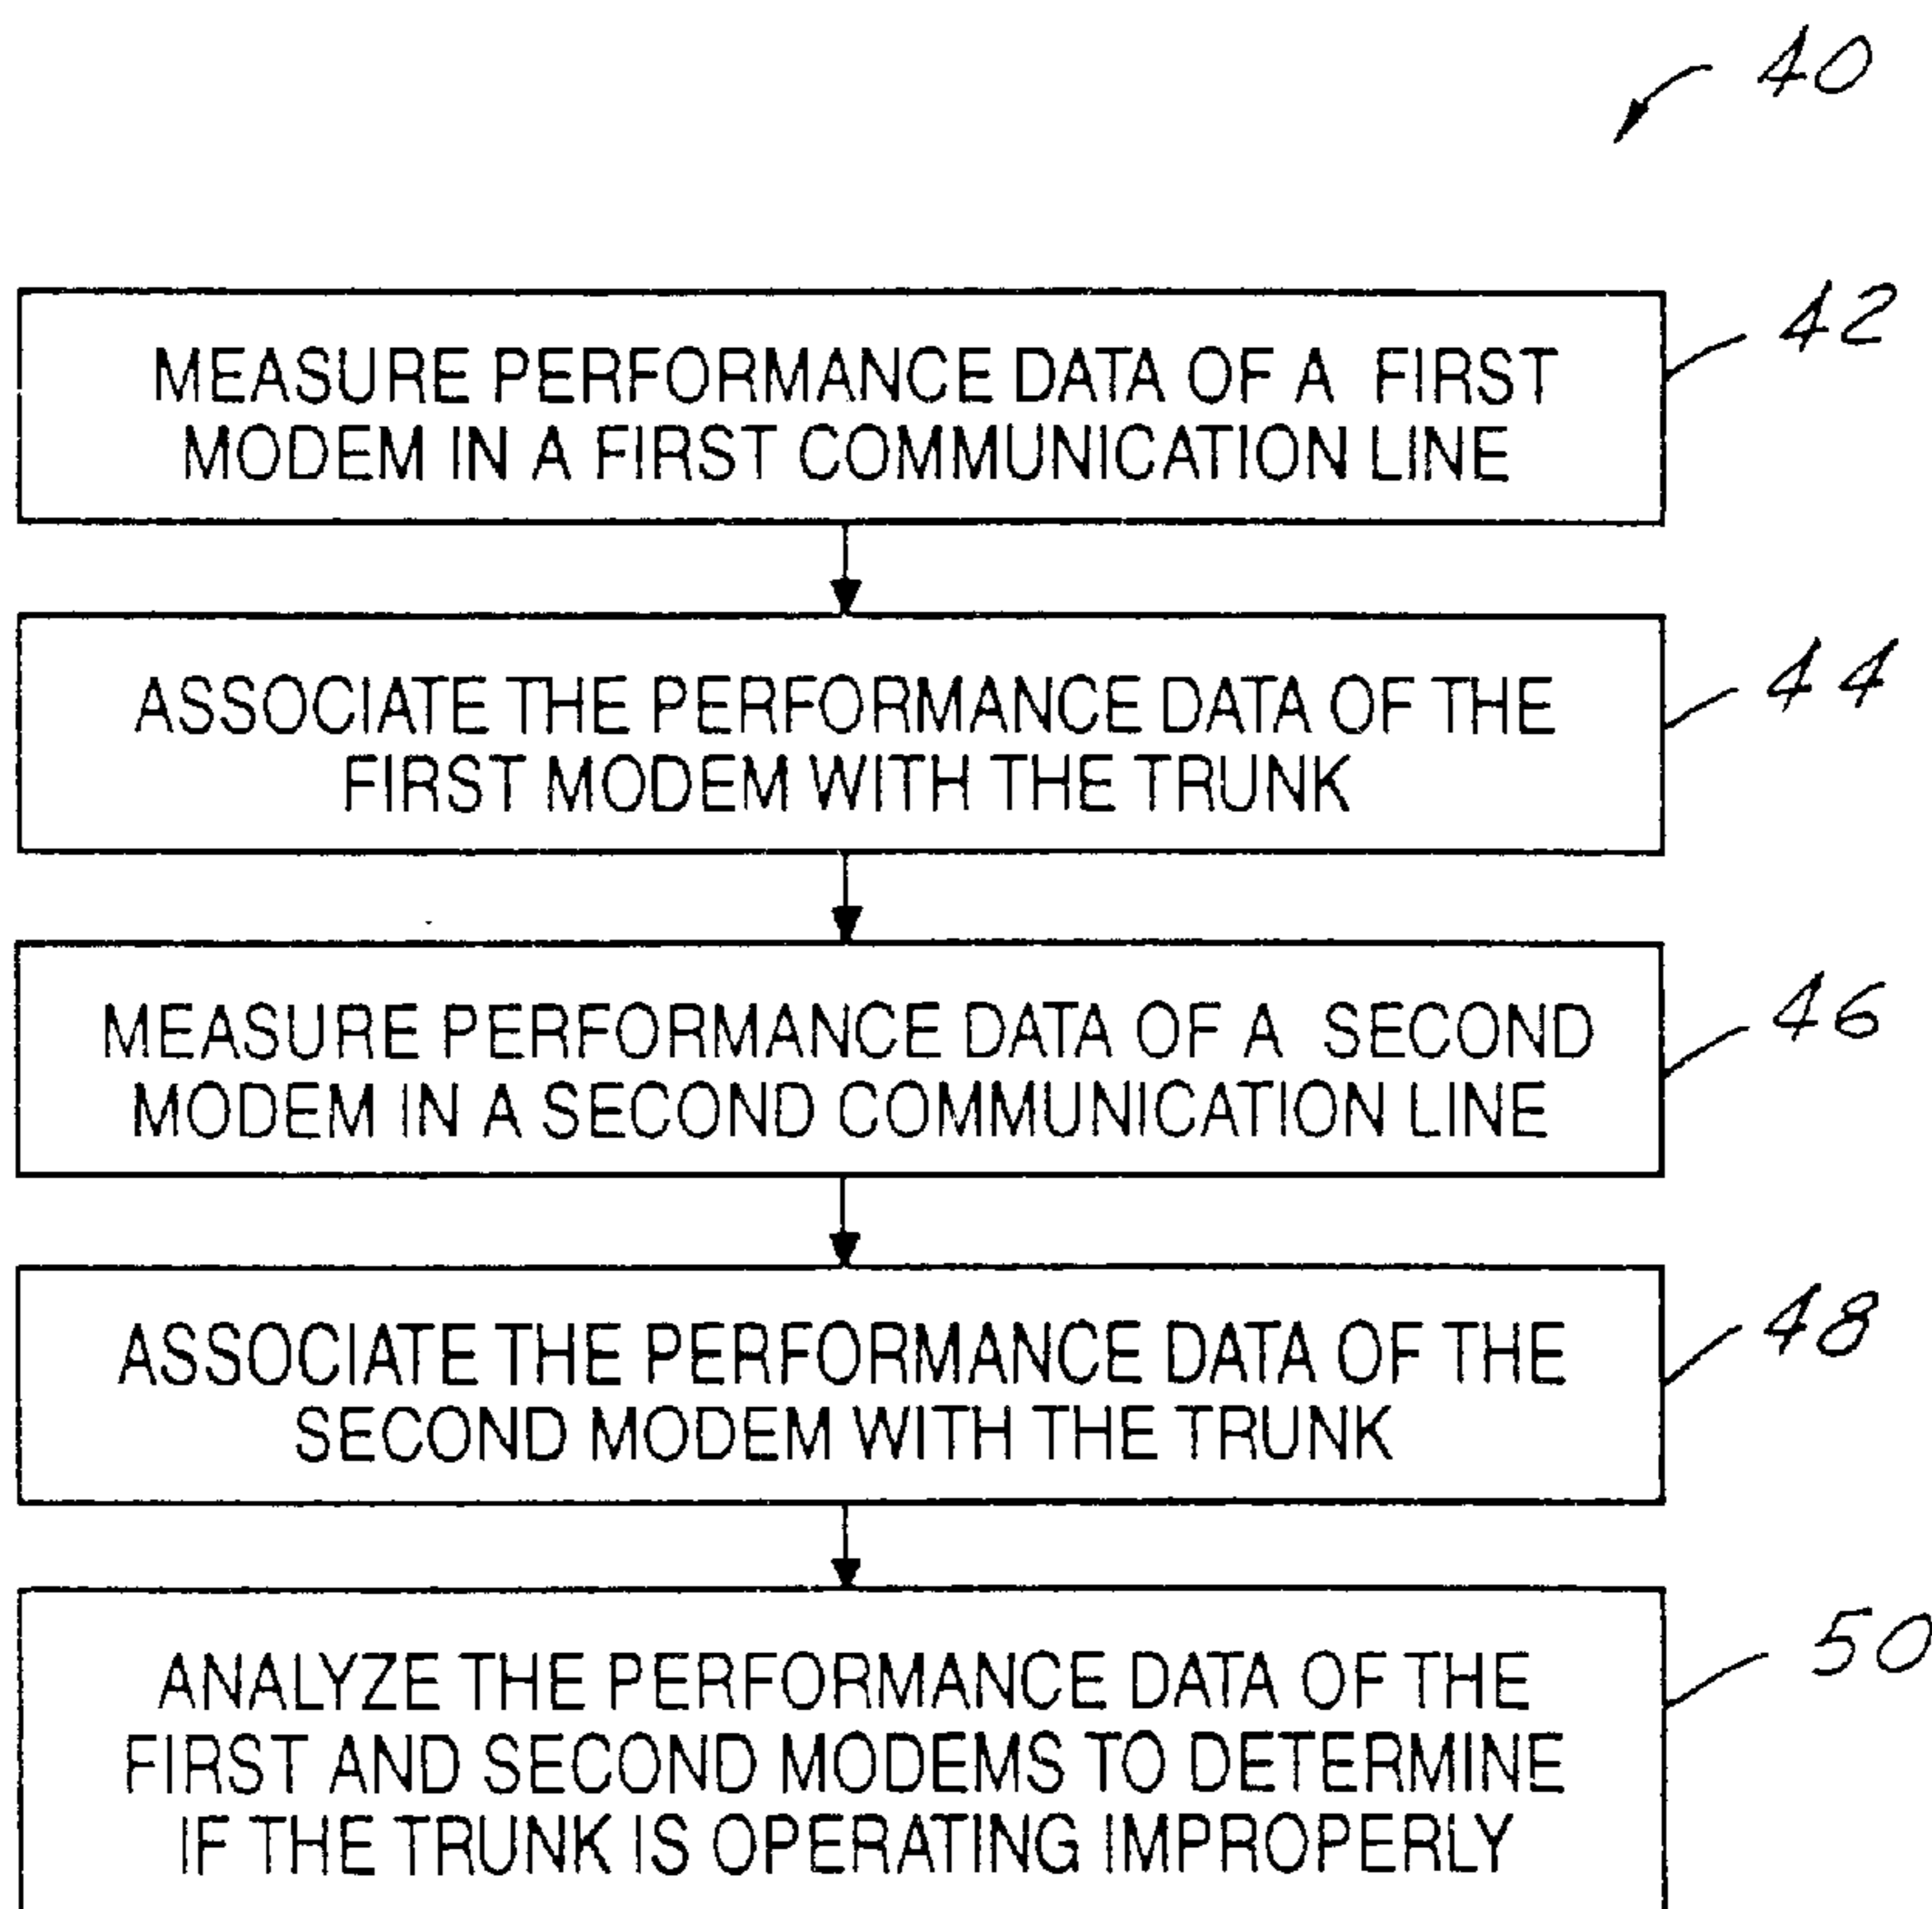 40
MEASURE PERFORMANCE DATA OF A FIRST
MODEM IN A FIRST COMMUNICATION LINE
42
ASSOCIATE THE PERFORMANCE DATA OF THE
FIRST MODEM WITH THE TRUNK
44
MEASURE PERFORMANCE DATA OF A SECOND
MODEM IN A SECOND COMMUNICATION LINE
46
ASSOCIATE THE PERFORMANCE DATA OF THE
SECOND MODEM WITH THE TRUNK
48
ANALYZE THE PERFORMANCE DATA OF THE
FIRST AND SECOND MODEMS TO DETERMINE
IF THE TRUNK IS OPERATING IMPROPERLY
50